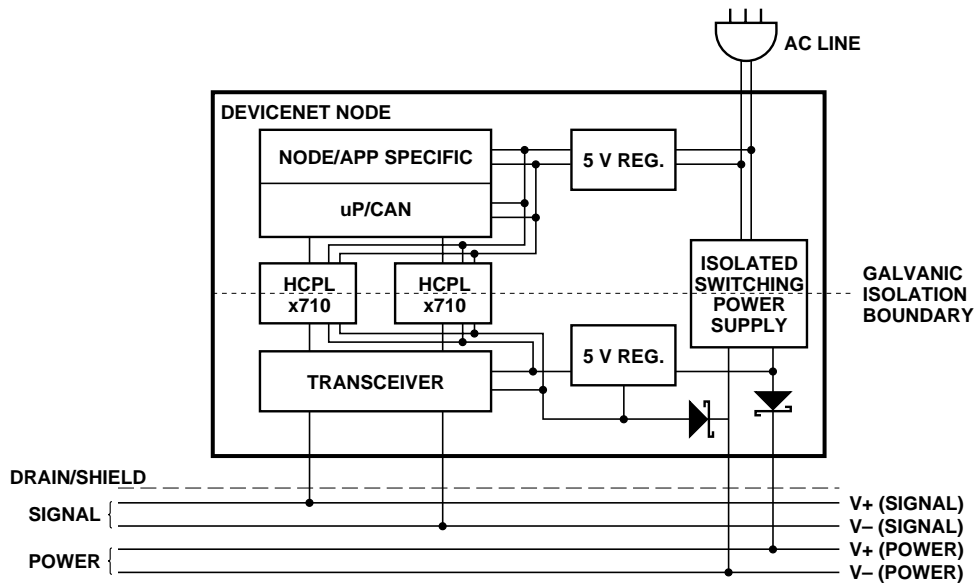 AC LINE
DEVICENET NODE
NODE/APP SPECIFIC
5 V REG.
uP/CAN
HCPL
x710
HCPL
x710
ISOLATED
SWITCHING
POWER
SUPPLY
GALVANIC
ISOLATION
BOUNDARY
5 V REG.
TRANSCEIVER
DRAIN/SHIELD
SIGNAL
V+ (SIGNAL)
V– (SIGNAL)
POWER
V+ (POWER)
V– (POWER)